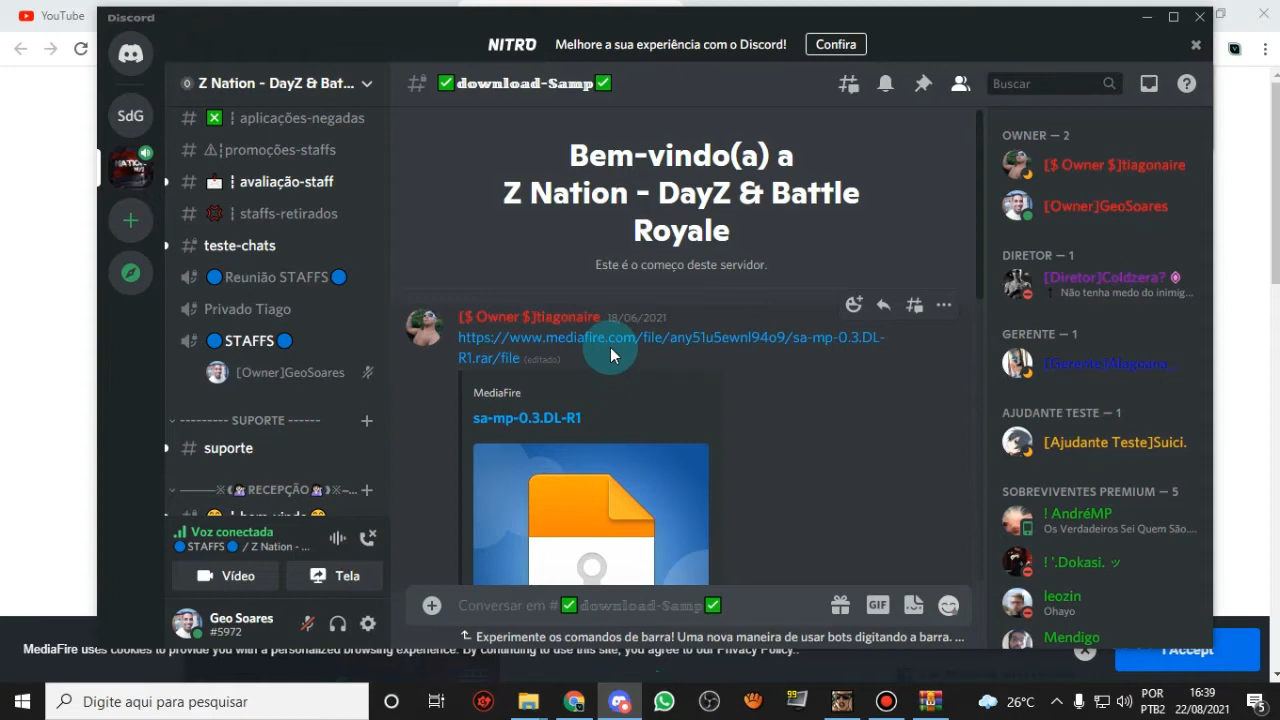 YouTube
Discord
NITRO Melhore a sua experiência com o Discord! Confira
Z Nation - DayZ & Bat...
✅download-Samp✅
Buscar
aplicações-negadas
promoções-staffs
avaliação-staff
staffs-retirados
teste-chats
Reunião STAFFS
Privado Tiago
STAFFS
[Owner]GeoSoares
------- SUPORTE ------
suporte
RECEPÇÃO
SdG
Voz conectada
STAFFS / Z Nation - ...
Vídeo
Tela
Geo Soares
#5972
Bem-vindo(a) a
Z Nation - DayZ & Battle
Royale
Este é o começo deste servidor.
[$ Owner $]tiagonaire 18/06/2021
https://www.mediafire.com/file/any51u5ewnl94o9/sa-mp-0.3.DL-
R1.rar/file (editado)
MediaFire
sa-mp-0.3.DL-R1
Conversar em #✅download-Samp✅
GIF
Experimente os comandos de barra! Uma nova maneira de usar bots digitando a barra. ...
OWNER — 2
[$ Owner $]tiagonaire
[Owner]GeoSoares
DIRETOR — 1
[Diretor]Coldzera?
Não tenha medo do inimig...
GERENTE — 1
[Gerente]Alagoano...
AJUDANTE TESTE — 1
[Ajudante Teste]Suici.
SOBREVIVENTES PREMIUM — 5
! AndréMP
Os Verdadeiros Sei Quem São...
! '.Dokasi. ッ
leozin
Ohayo
Mendigo
MediaFire uses cookies to provide you with a personalized browsing experience. By continuing to use this site, you agree to our Privacy Policy..
I Accept
Digite aqui para pesquisar
99
26°C
POR
PTB2
16:39
22/08/2021
5